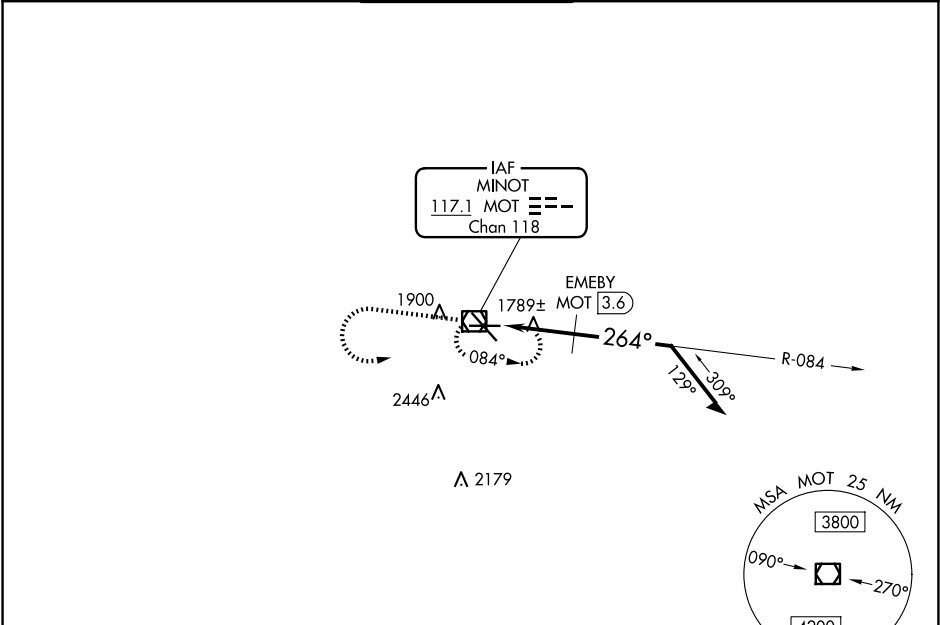 IAF
MINOT
117.1 MOT
Chan 118
EMEBY
MOT 3.6
1900
1789±
264°
R-084
084°
129°
309°
2446
2179
MSA MOT 25 NM
3800
090°
270°